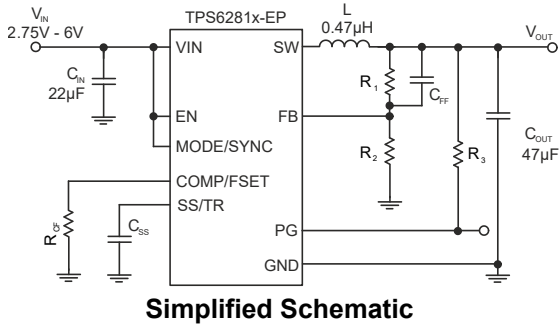 TPS6281x-EP
VIN
2.75V - 6V
CIN
22µF
VIN
EN
MODE/SYNC
COMP/FSET
SS/TR
RCF
CSS
SW
FB
PG
GND
L
0.47µH
R1
CFF
R2
R3
VOUT
COUT
47µF
Simplified Schematic